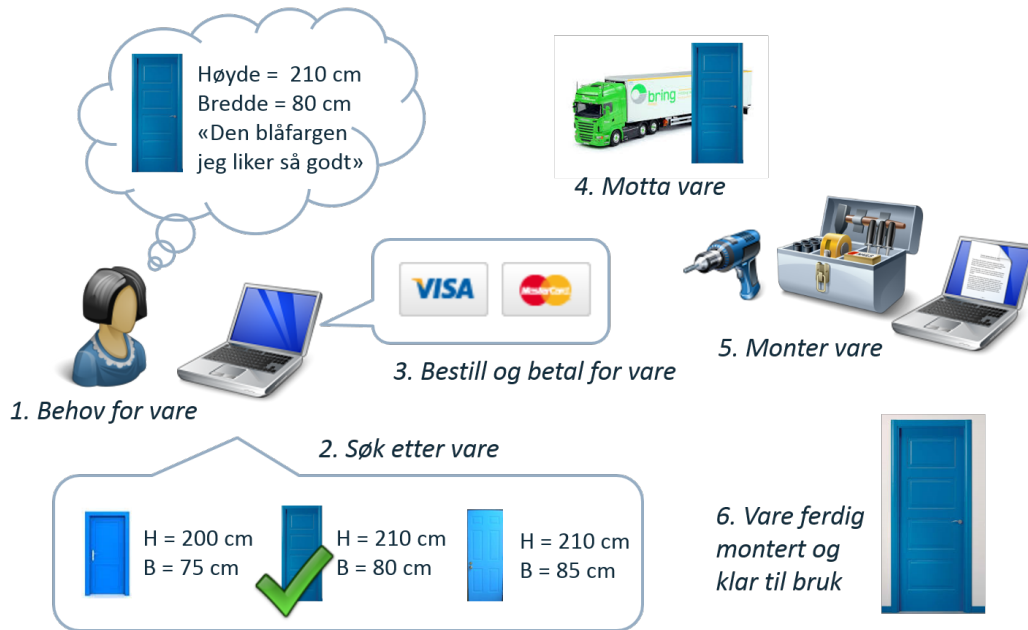 Høyde =  210 cm
Bredde = 80 cm
«Den blåfargen
jeg liker så godt»
1. Behov for vare
2. Søk etter vare
H = 200 cm
B = 75 cm
H = 210 cm
B = 80 cm
H = 210 cm
B = 85 cm
VISA
MasterCard
3. Bestill og betal for vare
bring
4. Motta vare
5. Monter vare
6. Vare ferdig
montert og
klar til bruk